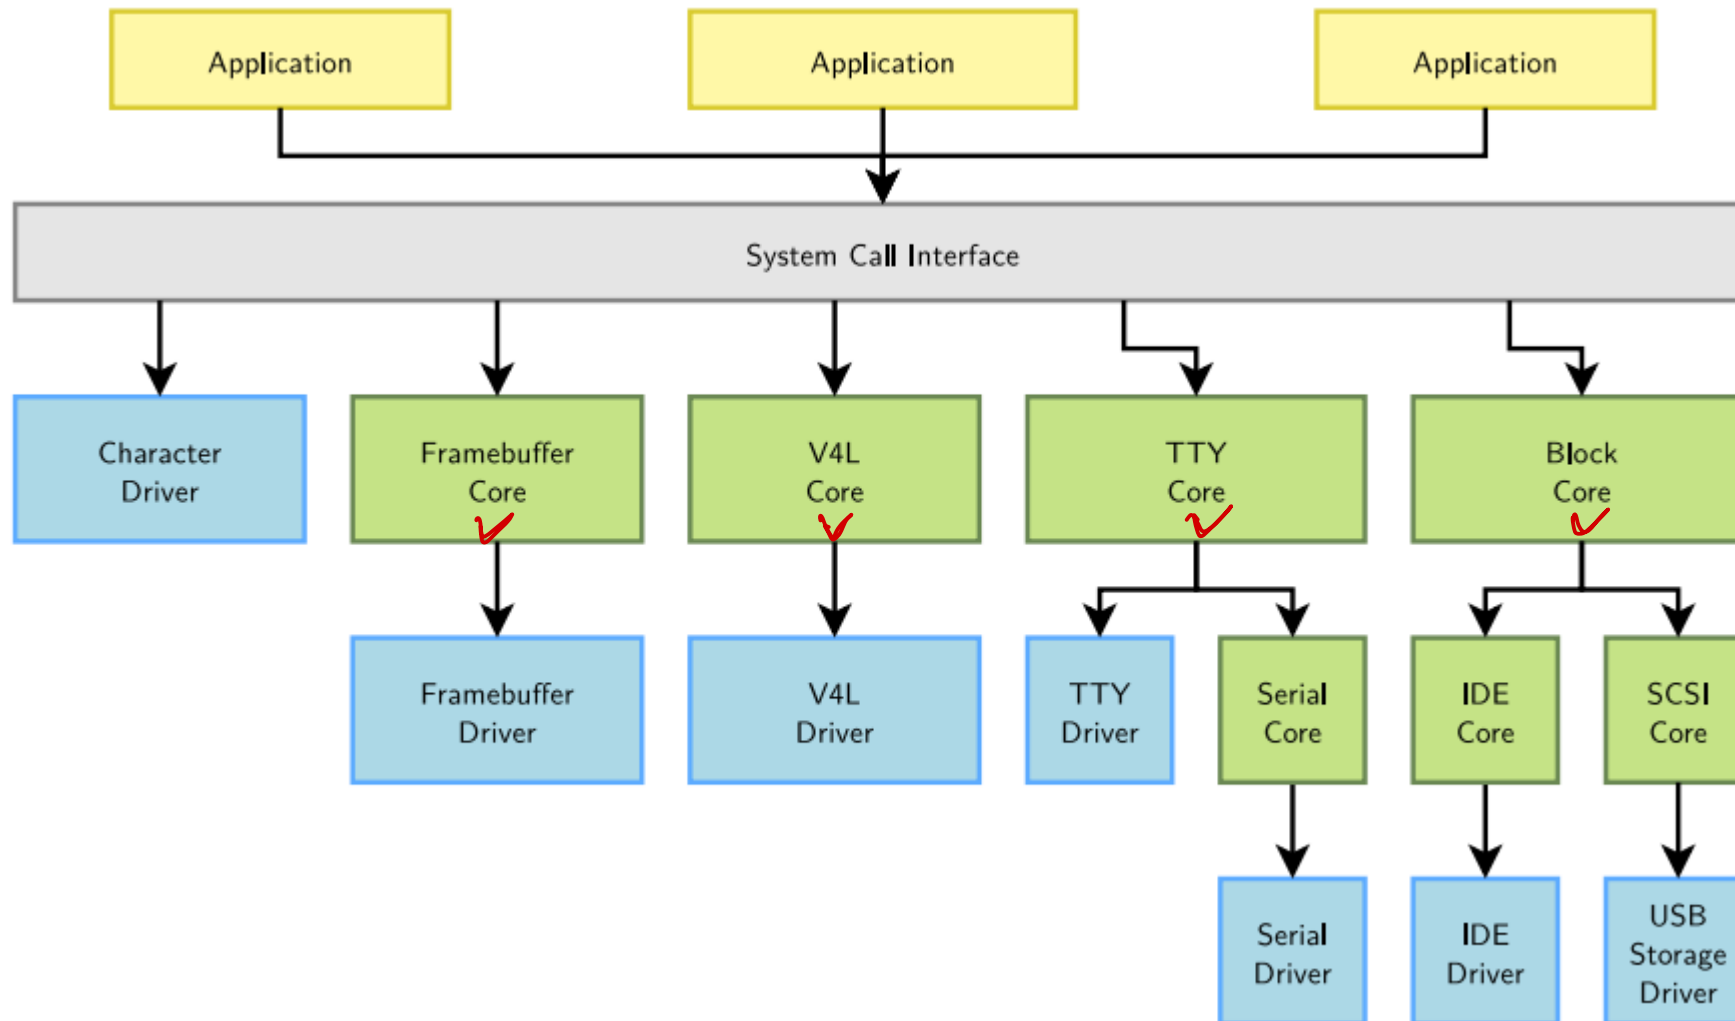 Application
Application
Application
System Call Interface
Character
Driver
Framebuffer
Core
V4L
Core
TTY
Core
Block
Core
Framebuffer
Driver
V4L
Driver
TTY
Driver
Serial
Core
IDE
Core
SCSI
Core
Serial
Driver
IDE
Driver
USB
Storage
Driver